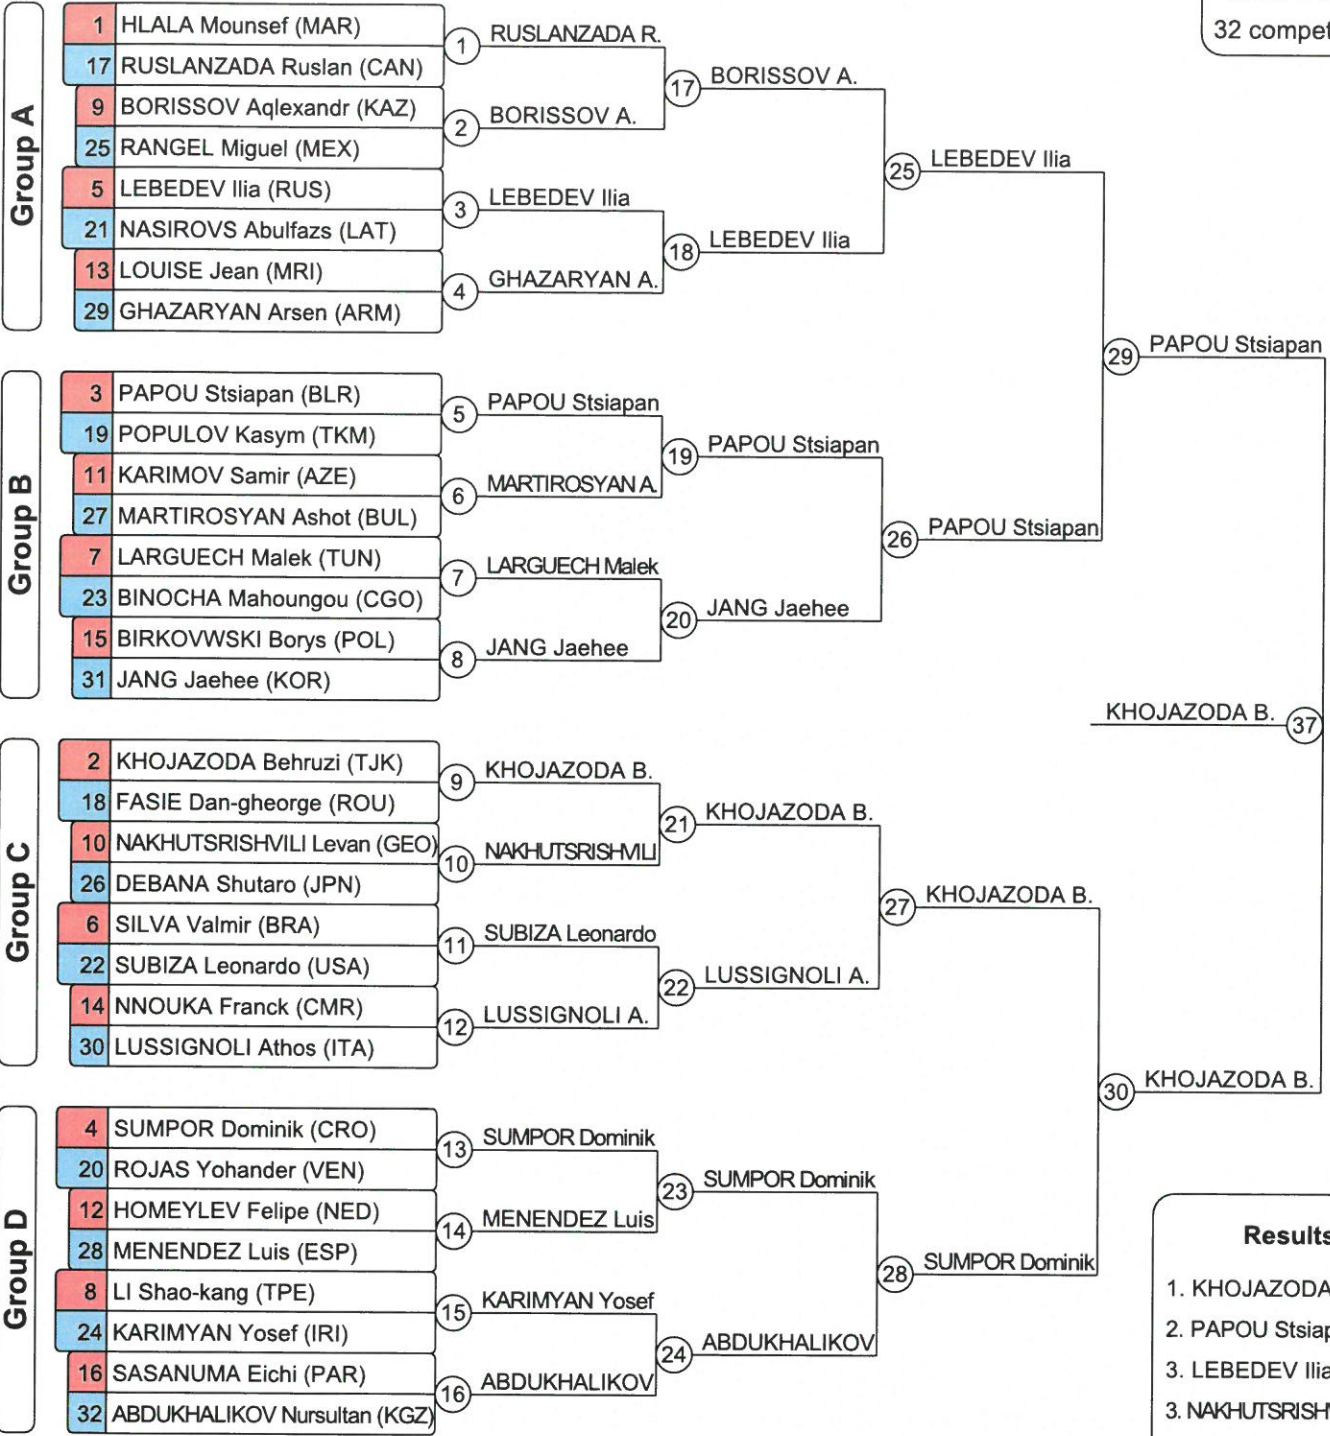 32 compet
Group A
1 HLALA Mounsef (MAR)
17 RUSLANZADA Ruslan (CAN)
9 BORISSOV Aqlexandr (KAZ)
25 RANGEL Miguel (MEX)
5 LEBEDEV Ilia (RUS)
21 NASIROVS Abulfazs (LAT)
13 LOUISE Jean (MRI)
29 GHAZARYAN Arsen (ARM)
1 RUSLANZADA R.
2 BORISSOV A.
3 LEBEDEV Ilia
4 GHAZARYAN A.
17 BORISSOV A.
18 LEBEDEV Ilia
25 LEBEDEV Ilia
Group B
3 PAPOU Stsiapan (BLR)
19 POPULOV Kasym (TKM)
11 KARIMOV Samir (AZE)
27 MARTIROSYAN Ashot (BUL)
7 LARGUECH Malek (TUN)
23 BINOCHA Mahoungou (CGO)
15 BIRKOVWSKI Borys (POL)
31 JANG Jaehee (KOR)
5 PAPOU Stsiapan
6 MARTIROSYAN A.
7 LARGUECH Malek
8 JANG Jaehee
19 PAPOU Stsiapan
20 JANG Jaehee
26 PAPOU Stsiapan
29 PAPOU Stsiapan
KHOJAZODA B. 37
Group C
2 KHOJAZODA Behruzi (TJK)
18 FASIE Dan-gheorge (ROU)
10 NAKHUTSRISHVILI Levan (GEO)
26 DEBANA Shutaro (JPN)
6 SILVA Valmir (BRA)
22 SUBIZA Leonardo (USA)
14 NNOUKA Franck (CMR)
30 LUSSIGNOLI Athos (ITA)
9 KHOJAZODA B.
10 NAKHUTSRISHVILI
11 SUBIZA Leonardo
12 LUSSIGNOLI A.
21 KHOJAZODA B.
22 LUSSIGNOLI A.
27 KHOJAZODA B.
Group D
4 SUMPOR Dominik (CRO)
20 ROJAS Yohander (VEN)
12 HOMEYLEV Felipe (NED)
28 MENENDEZ Luis (ESP)
8 LI Shao-kang (TPE)
24 KARIMYAN Yosef (IRI)
16 SASANUMA Eichi (PAR)
32 ABDUKHALIKOV Nursultan (KGZ)
13 SUMPOR Dominik
14 MENENDEZ Luis
15 KARIMYAN Yosef
16 ABDUKHALIKOV
23 SUMPOR Dominik
24 ABDUKHALIKOV
28 SUMPOR Dominik
30 KHOJAZODA B.
Results
1. KHOJAZODA
2. PAPOU Stsiap
3. LEBEDEV Ilia
3. NAKHUTSRISH